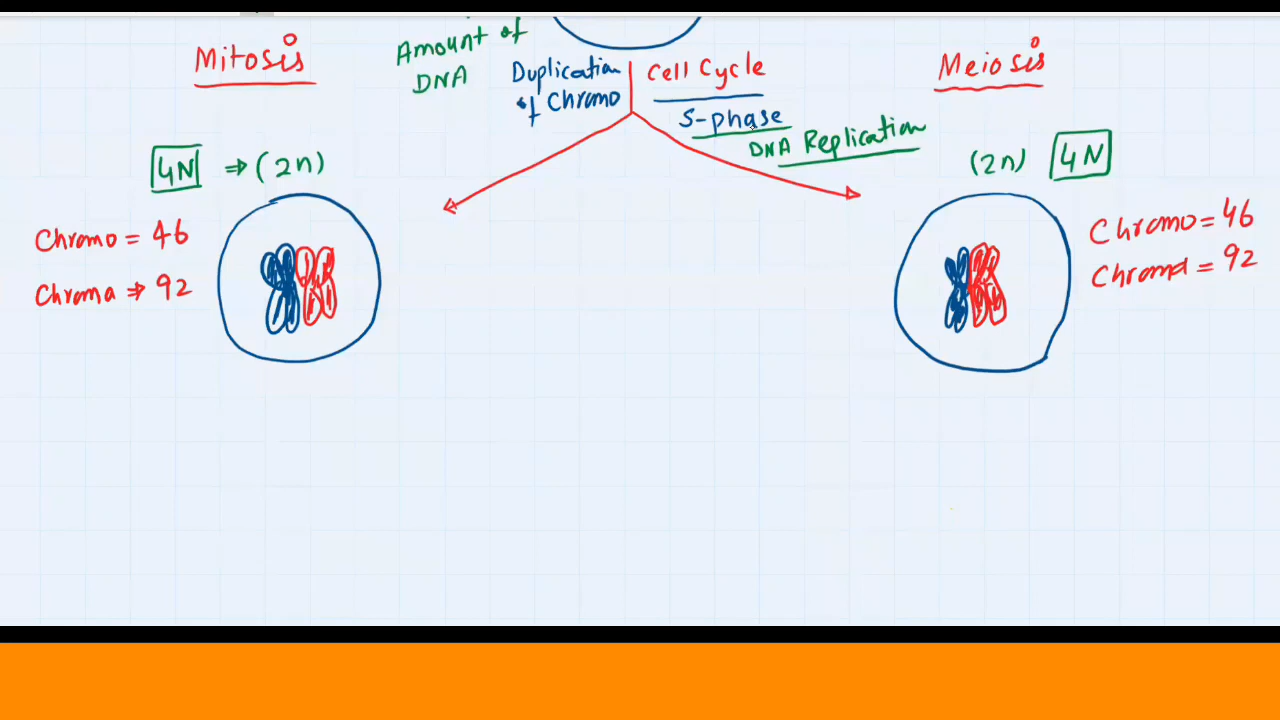 Mitosis
Amount of
DNA
Duplication
of Chromo
Cell Cycle
S-phase
DNA Replication
Meiosis
4N ⇒ (2n)
Chromo = 46
Chroma ⇒ 92
(2n) 4N
Chromo = 46
Chroma = 92